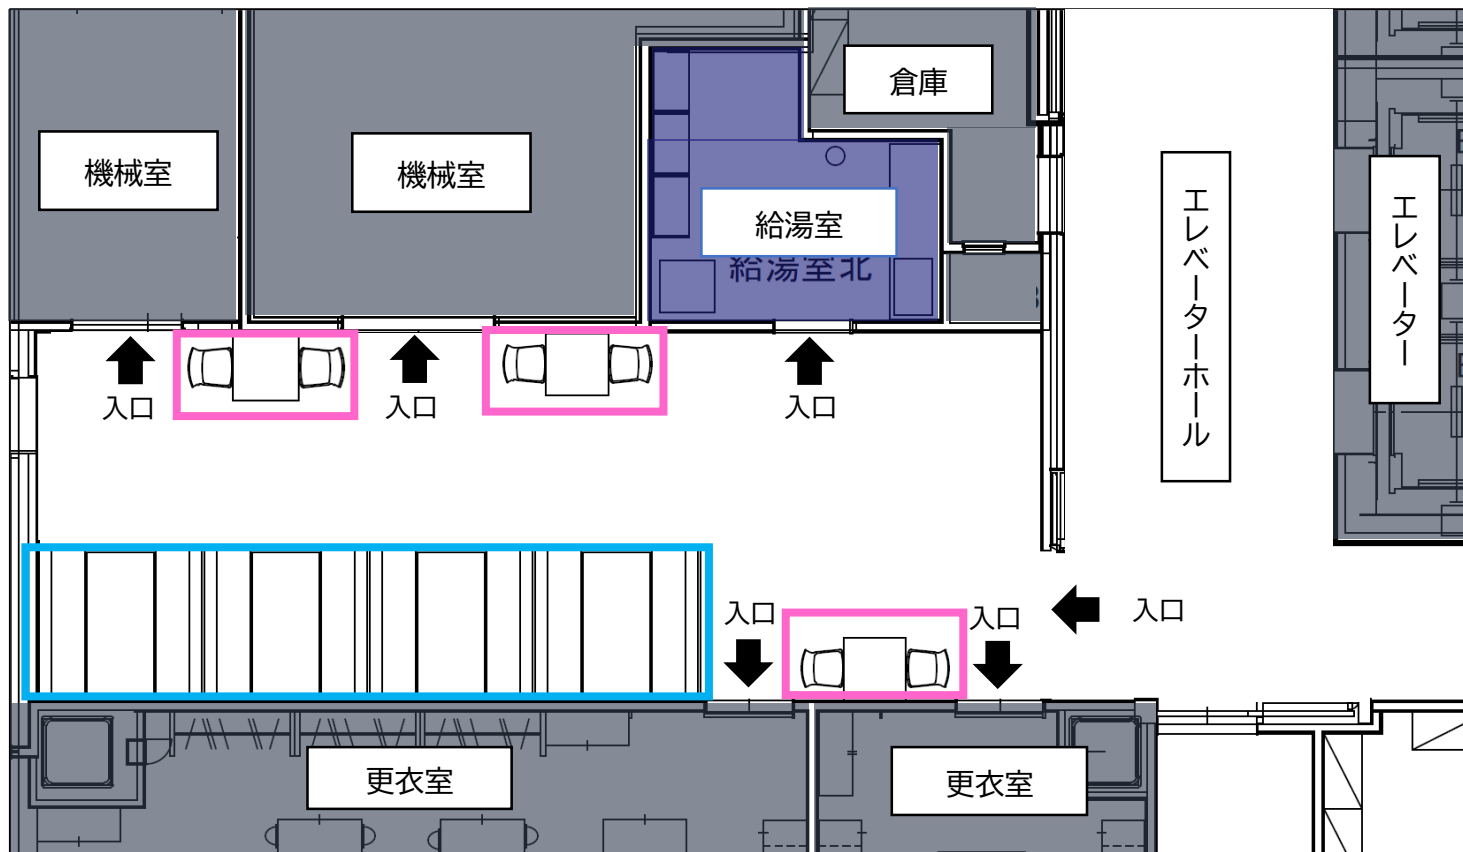 倉庫
機械室
機械室
給湯室
給湯室北
エレベーターホール
エレベーター
入口
入口
入口
入口
入口
入口
更衣室
更衣室